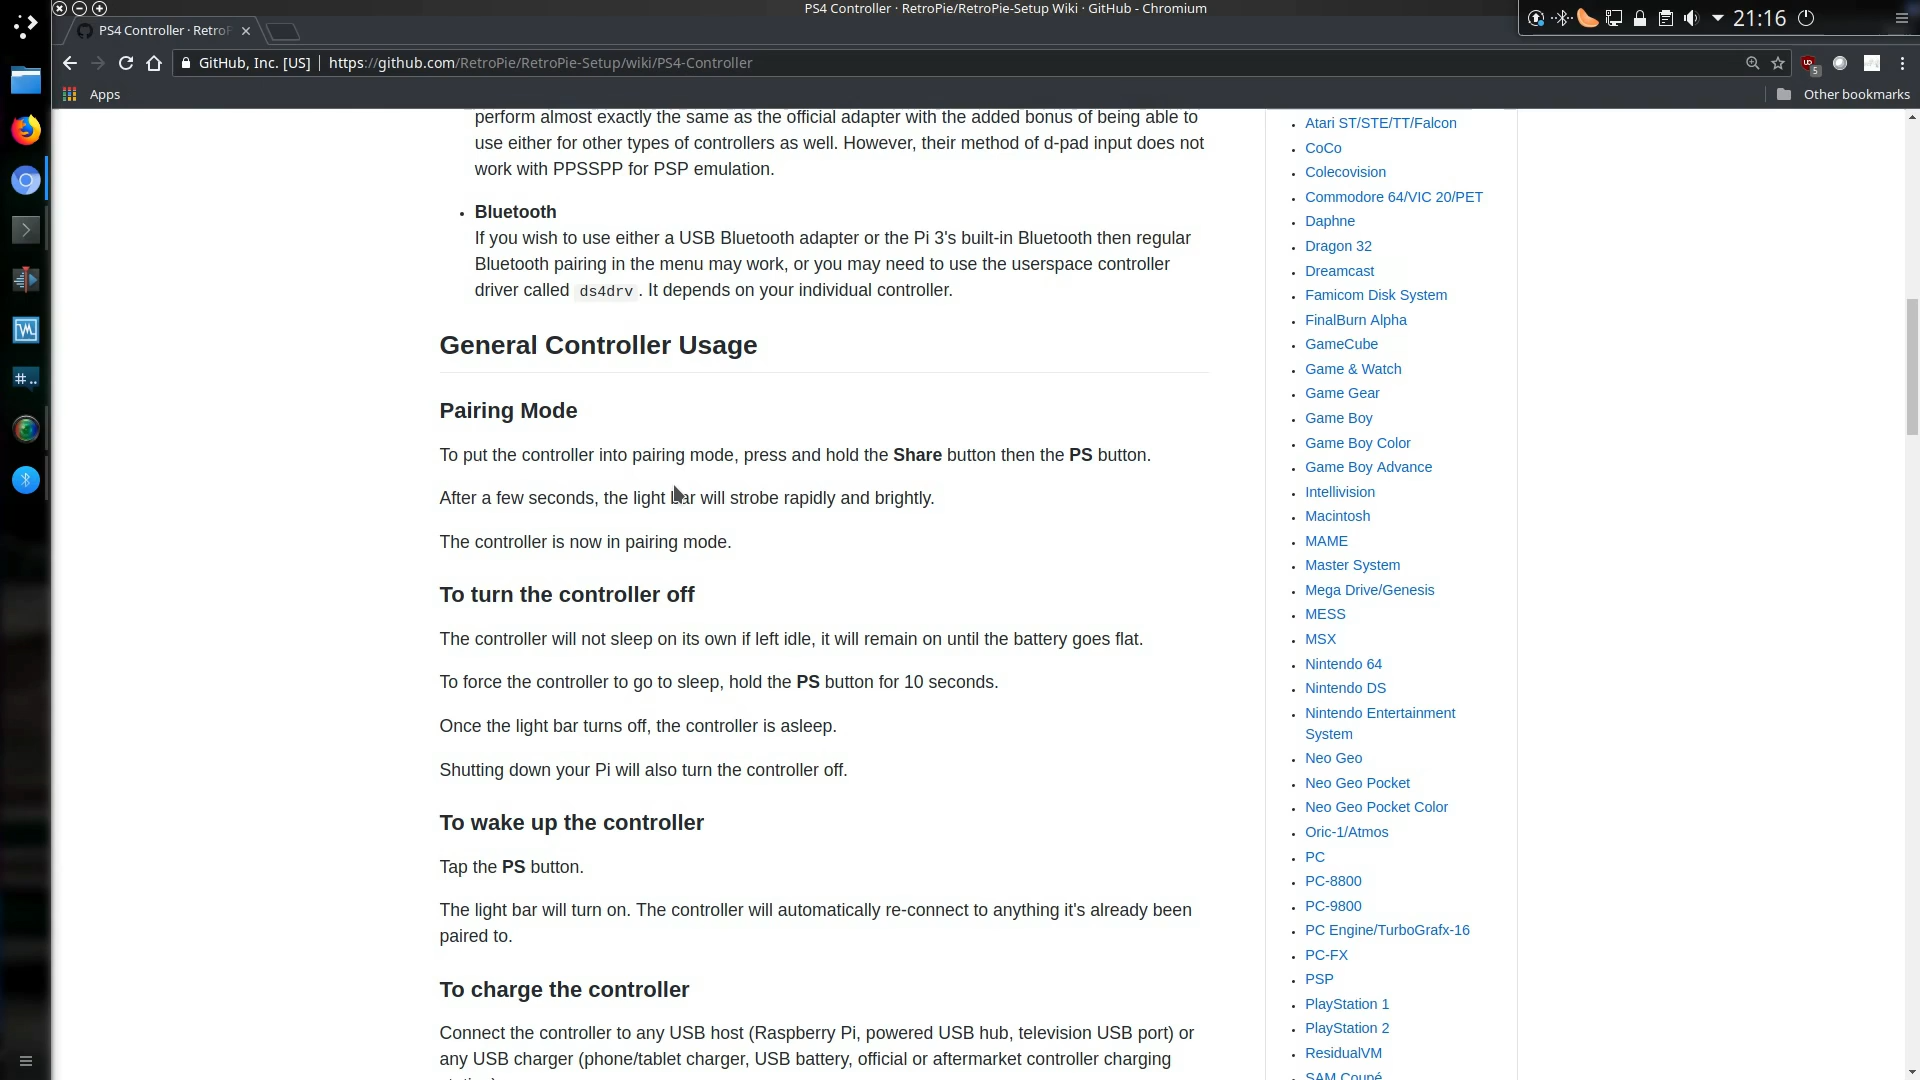 PS4 Controller · RetroPie/RetroPie-Setup Wiki · GitHub - Chromium
21:16
PS4 Controller · RetroP
GitHub, Inc. [US]
https://github.com/RetroPie/RetroPie-Setup/wiki/PS4-Controller
5
Apps
Other bookmarks
perform almost exactly the same as the official adapter with the added bonus of being able to
use either for other types of controllers as well. However, their method of d-pad input does not
work with PPSSPP for PSP emulation.
• Bluetooth
If you wish to use either a USB Bluetooth adapter or the Pi 3's built-in Bluetooth then regular
Bluetooth pairing in the menu may work, or you may need to use the userspace controller
driver called ds4drv . It depends on your individual controller.
General Controller Usage
Pairing Mode
To put the controller into pairing mode, press and hold the Share button then the PS button.
After a few seconds, the light bar will strobe rapidly and brightly.
The controller is now in pairing mode.
To turn the controller off
The controller will not sleep on its own if left idle, it will remain on until the battery goes flat.
To force the controller to go to sleep, hold the PS button for 10 seconds.
Once the light bar turns off, the controller is asleep.
Shutting down your Pi will also turn the controller off.
To wake up the controller
Tap the PS button.
The light bar will turn on. The controller will automatically re-connect to anything it's already been
paired to.
To charge the controller
Connect the controller to any USB host (Raspberry Pi, powered USB hub, television USB port) or
any USB charger (phone/tablet charger, USB battery, official or aftermarket controller charging
• Atari ST/STE/TT/Falcon
• CoCo
• Colecovision
• Commodore 64/VIC 20/PET
• Daphne
• Dragon 32
• Dreamcast
• Famicom Disk System
• FinalBurn Alpha
• GameCube
• Game & Watch
• Game Gear
• Game Boy
• Game Boy Color
• Game Boy Advance
• Intellivision
• Macintosh
• MAME
• Master System
• Mega Drive/Genesis
• MESS
• MSX
• Nintendo 64
• Nintendo DS
• Nintendo Entertainment
System
• Neo Geo
• Neo Geo Pocket
• Neo Geo Pocket Color
• Oric-1/Atmos
• PC
• PC-8800
• PC-9800
• PC Engine/TurboGrafx-16
• PC-FX
• PSP
• PlayStation 1
• PlayStation 2
• ResidualVM
• SAM Coupé